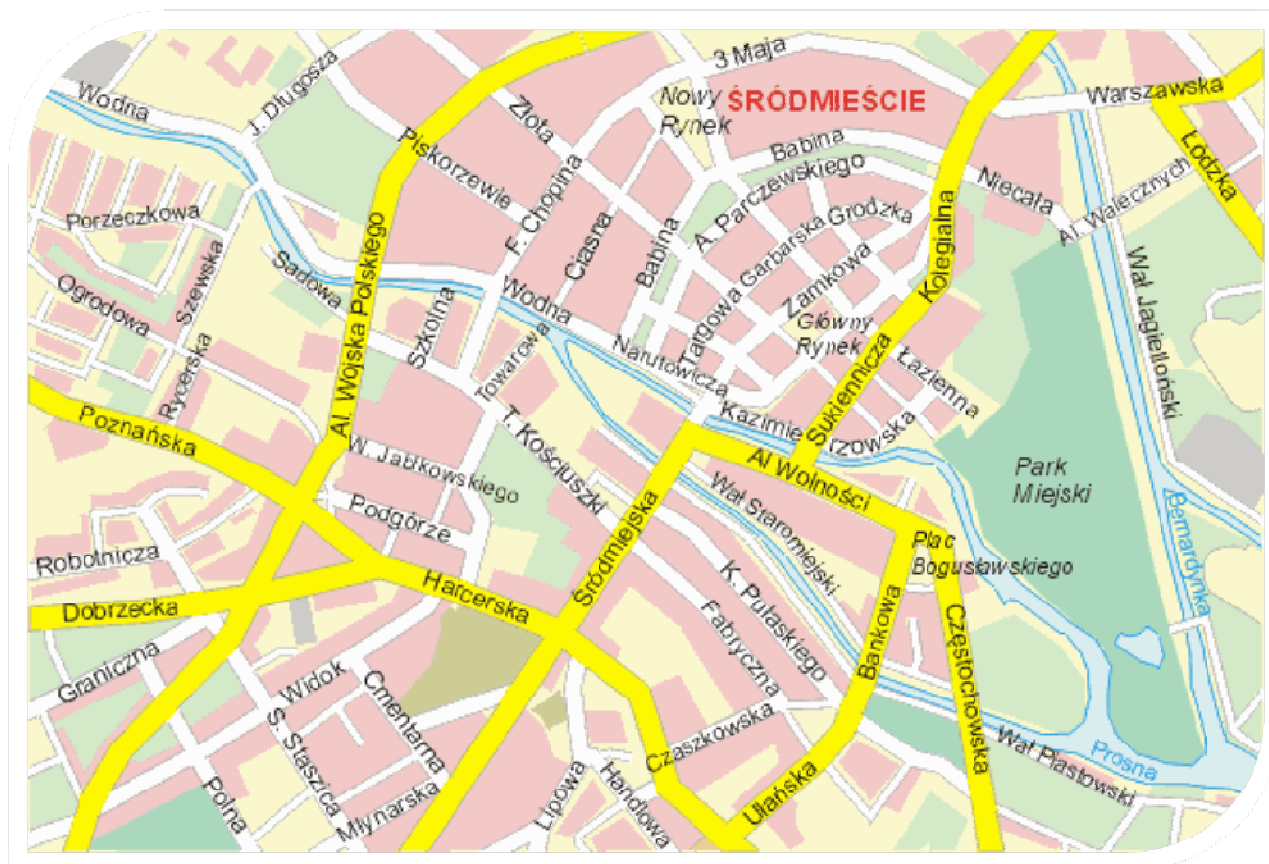 3 Maja
Wodna
J. Długosza
Nowy
Rynek
ŚRÓDMIEŚCIE
Warszawska
Złota
Piskorzewie
Babina
Łódzka
Niecała
A. Parczewskiego
Al. Walecznych
F. Chopina
Porzeczkowa
Ciasna
Babina
Garbarska
Grodzka
Kolegialna
Al. Wojska Polskiego
Szewska
Sadowa
Ogrodowa
Wodna
Zamkowa
Targowa
Wał Jagielloński
Szkolna
Towarowa
Narutowicza
Główny
Rynek
Rycerska
Łazienna
Sukiennicza
Kazimierzowska
Poznańska
T. Kościuszki
W. Jabłkowskiego
Al Wolności
Park
Miejski
Podgórze
Wał Staromiejski
Bernardynka
Śródmiejska
Plac
Bogusławskiego
Robotnicza
Dobrzecka
Harcerska
K. Pułaskiego
Fabryczna
Bankowa
Częstochowska
Graniczna
Widok
Cmentarna
S. Staszica
Czaszkowska
Wał Piastowski
Prosna
Polna
Młynarska
Lipowa
Handlowa
Ułańska